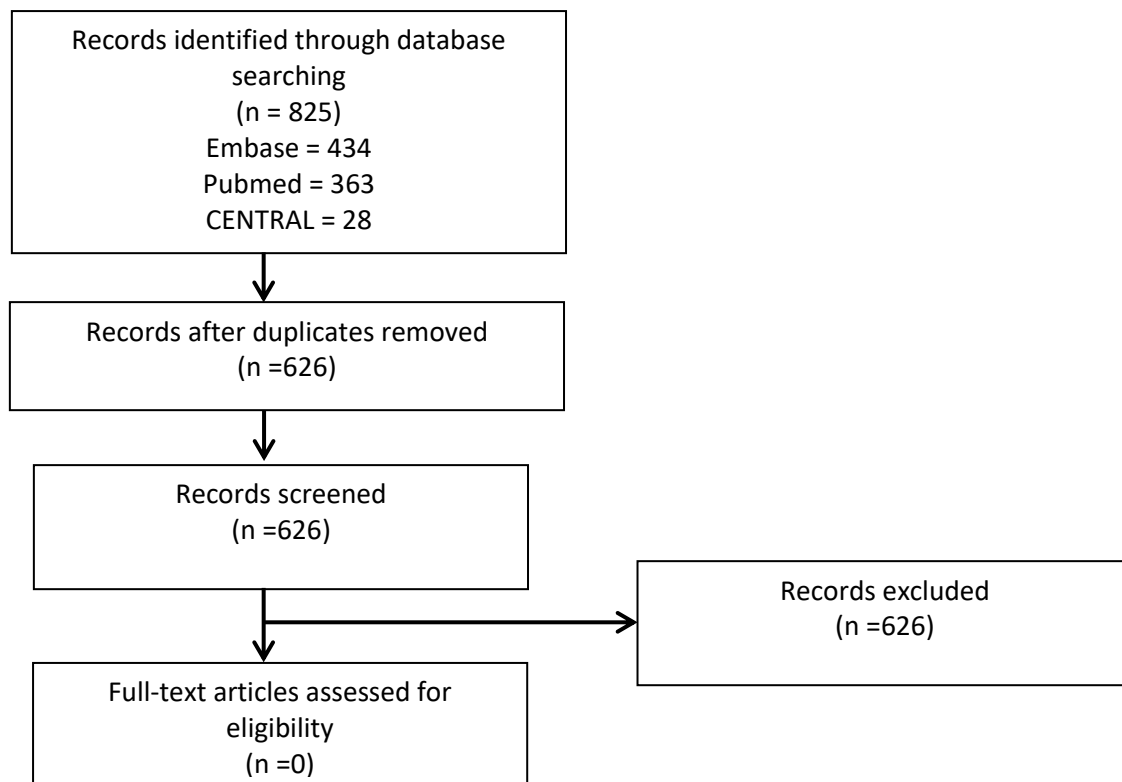 Records identified through database
searching
(n = 825)
Embase = 434
Pubmed = 363
CENTRAL = 28
Records after duplicates removed
(n =626)
Records screened
(n =626)
Records excluded
(n =626)
Full-text articles assessed for
eligibility
(n =0)